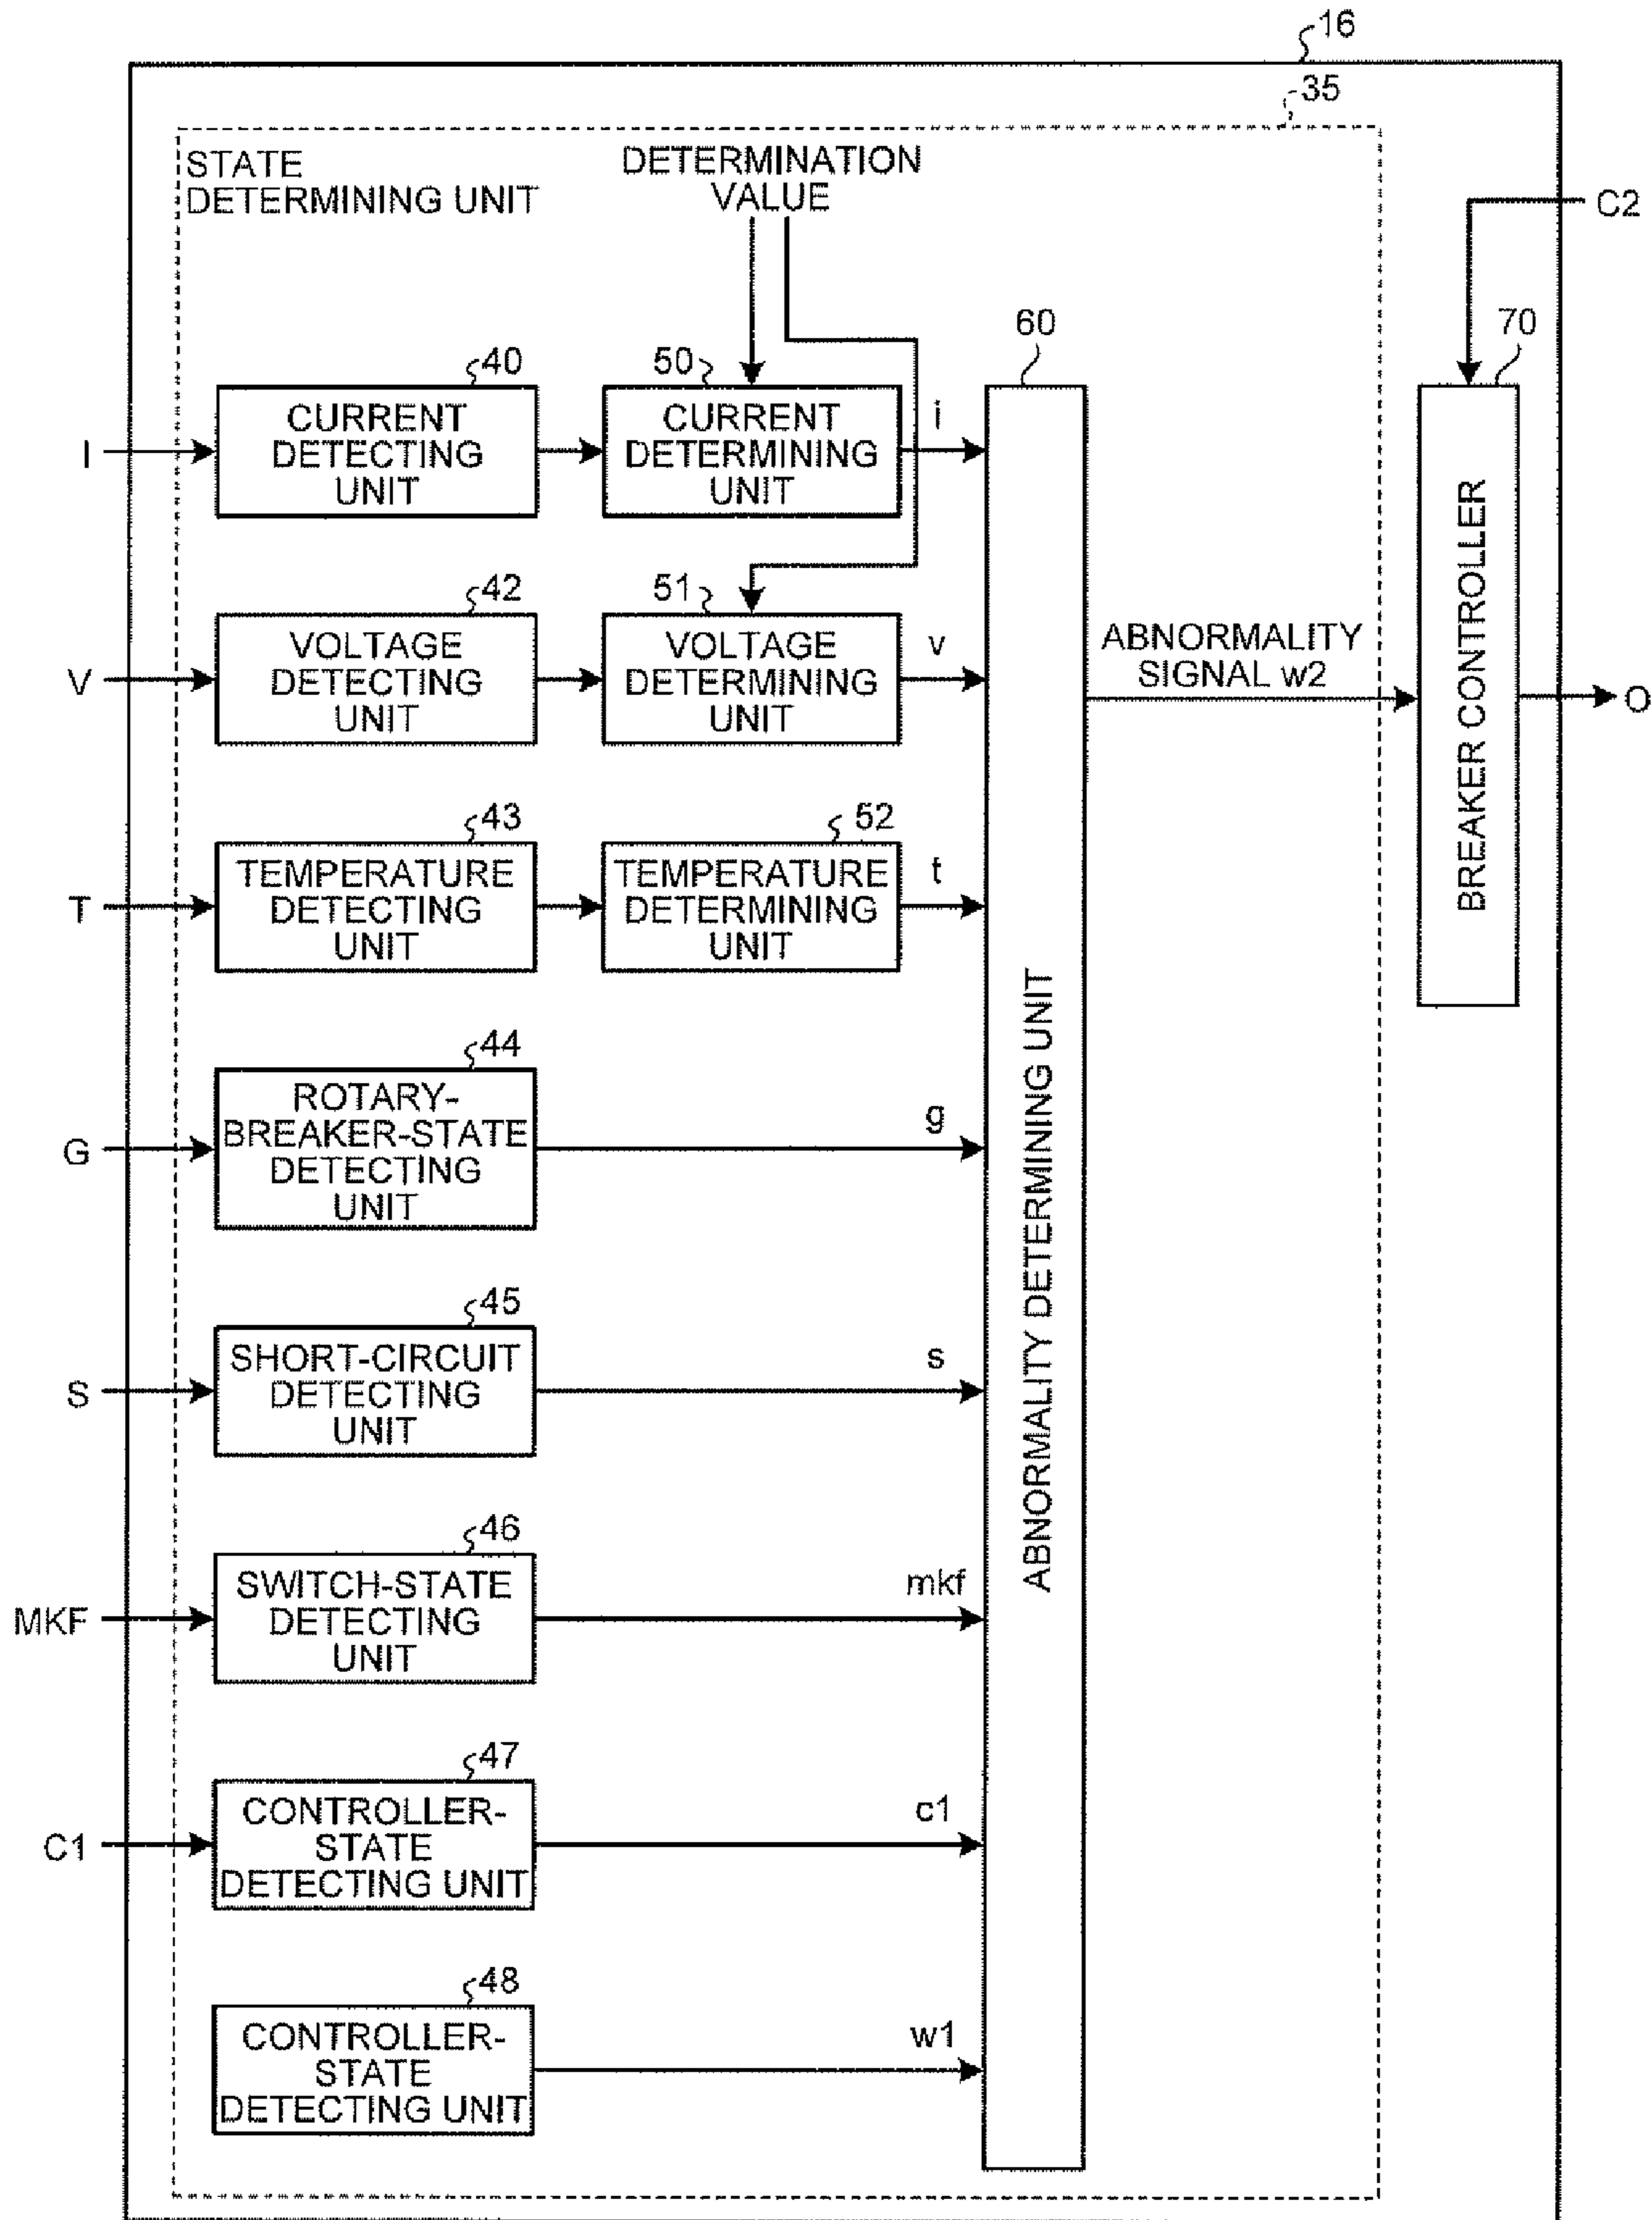 16
35
STATE
DETERMINING UNIT
DETERMINATION
VALUE
C2
60
70
40
50
I
CURRENT
DETECTING
UNIT
CURRENT
DETERMINING
UNIT
i
BREAKER CONTROLLER
42
51
V
VOLTAGE
DETECTING
UNIT
VOLTAGE
DETERMINING
UNIT
v
ABNORMALITY
SIGNAL w2
O
43
52
T
TEMPERATURE
DETECTING
UNIT
TEMPERATURE
DETERMINING
UNIT
t
ABNORMALITY DETERMINING UNIT
44
G
ROTARY-
BREAKER-STATE
DETECTING
UNIT
g
45
S
SHORT-CIRCUIT
DETECTING
UNIT
s
46
MKF
SWITCH-STATE
DETECTING
UNIT
mkf
47
C1
CONTROLLER-
STATE
DETECTING UNIT
c1
48
CONTROLLER-
STATE
DETECTING UNIT
w1